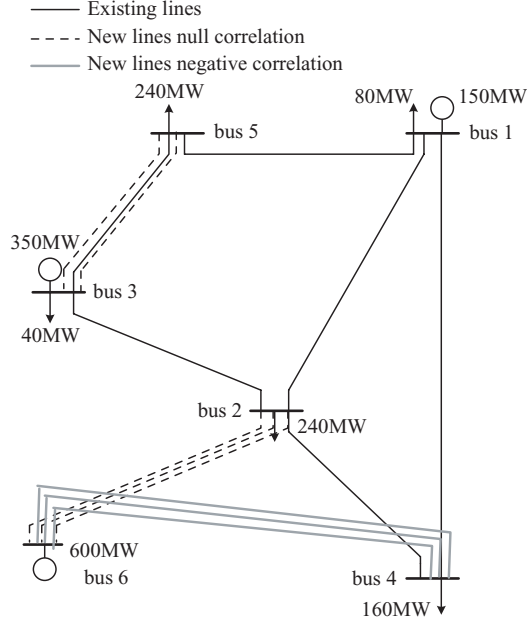 Existing lines
New lines null correlation
New lines negative correlation
240MW
80MW
150MW
bus 5
bus 1
350MW
bus 3
40MW
bus 2
240MW
600MW
bus 6
bus 4
160MW